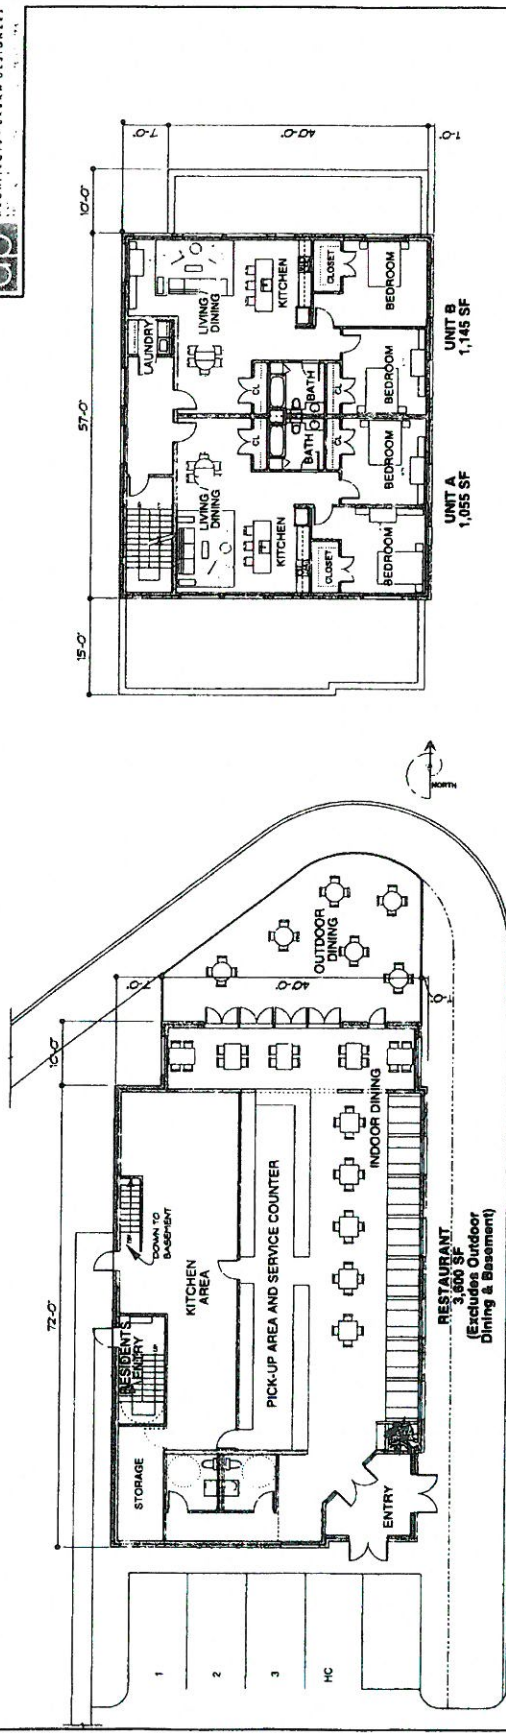 10'-0"
57'-0"
15'-0"
7'-0"
40'-0"
1'-0"
LAUNDRY
LIVING /
DINING
KITCHEN
CLOSET
BEDROOM
CL
BATH
CL
BEDROOM
LIVING /
DINING
KITCHEN
CLOSET
BEDROOM
CL
BATH
CL
BEDROOM
UNIT B
1,145 SF
UNIT A
1,055 SF
NORTH
72'-0"
10'-0"
7'-0"
40'-0"
OUTDOOR
DINING
INDOOR DINING
DOWN TO
BASEMENT
KITCHEN
AREA
PICK-UP AREA AND SERVICE COUNTER
RESIDENTS
ENTRY
STORAGE
ENTRY
1
2
3
HC
RESTAURANT
3,600 SF
(Excludes Outdoor
Dining & Basement)